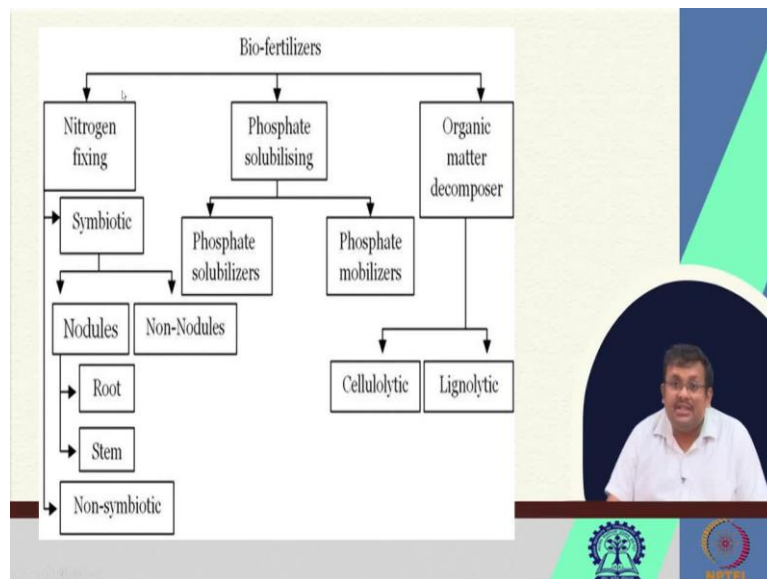 Bio-fertilizers
Nitrogen
fixing
Phosphate
solubilising
Organic
matter
decomposer
Symbiotic
Phosphate
solubilizers
Phosphate
mobilizers
Nodules
Non-Nodules
Root
Stem
Non-symbiotic
Cellulolytic
Lignolytic
NPTEL